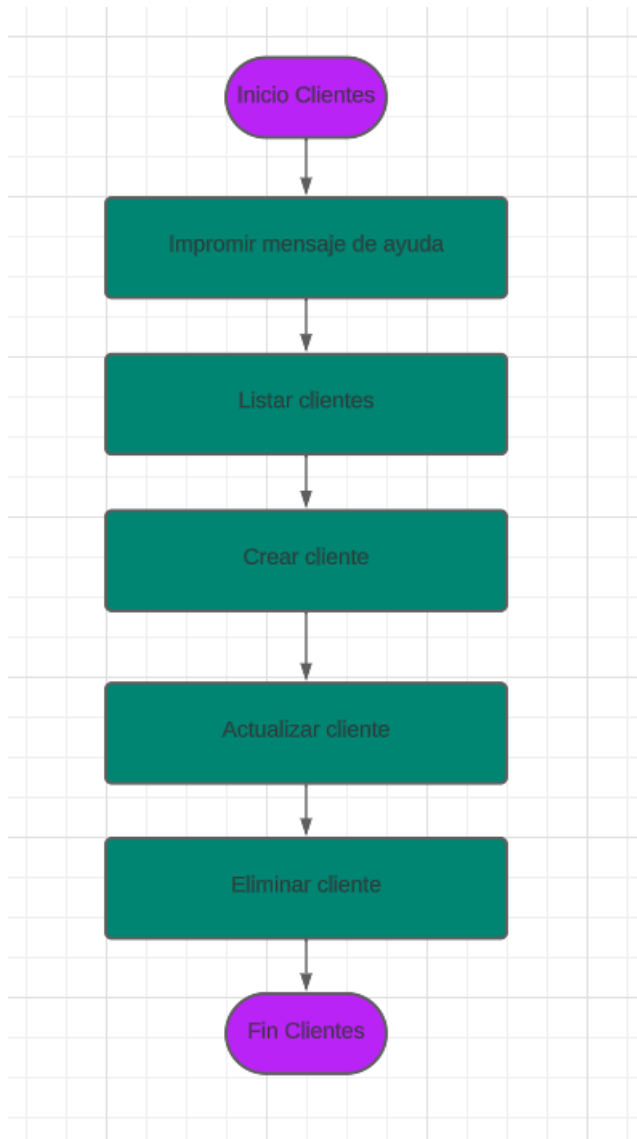 Inicio Clientes
Impromir mensaje de ayuda
Listar clientes
Crear cliente
Actualizar cliente
Eliminar cliente
Fin Clientes